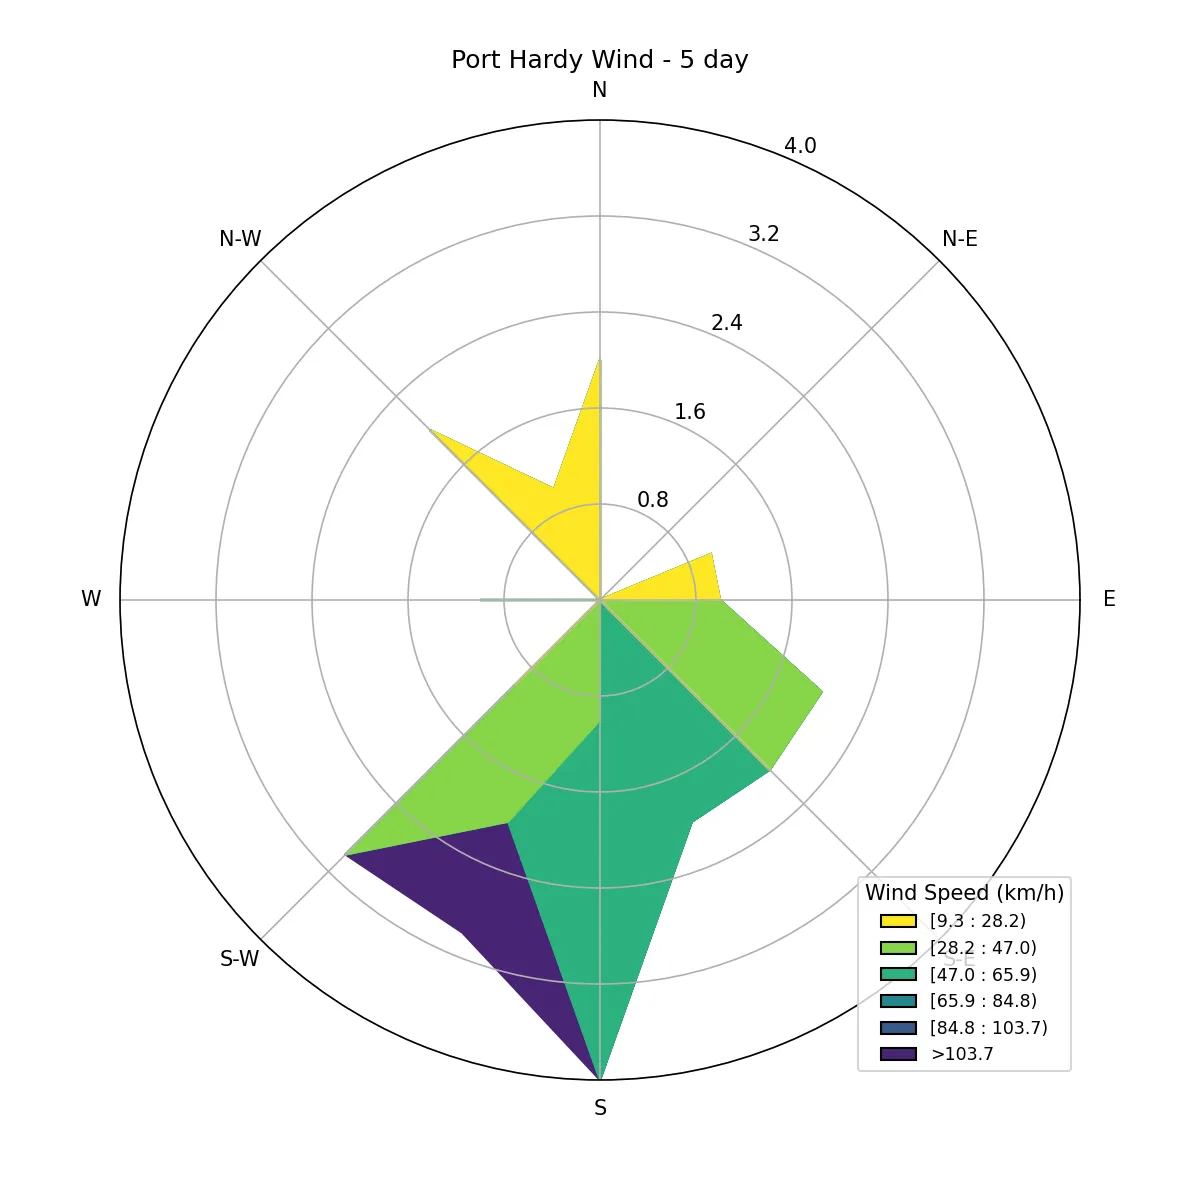 Port Hardy Wind - 5 day
N
4.0
N-W
3.2
N-E
2.4
1.6
0.8
W
E
Wind Speed (km/h)
[9.3 : 28.2)
[28.2 : 47.0)
S-W
S-E
[47.0 : 65.9)
[65.9 : 84.8)
[84.8 : 103.7)
>103.7
S